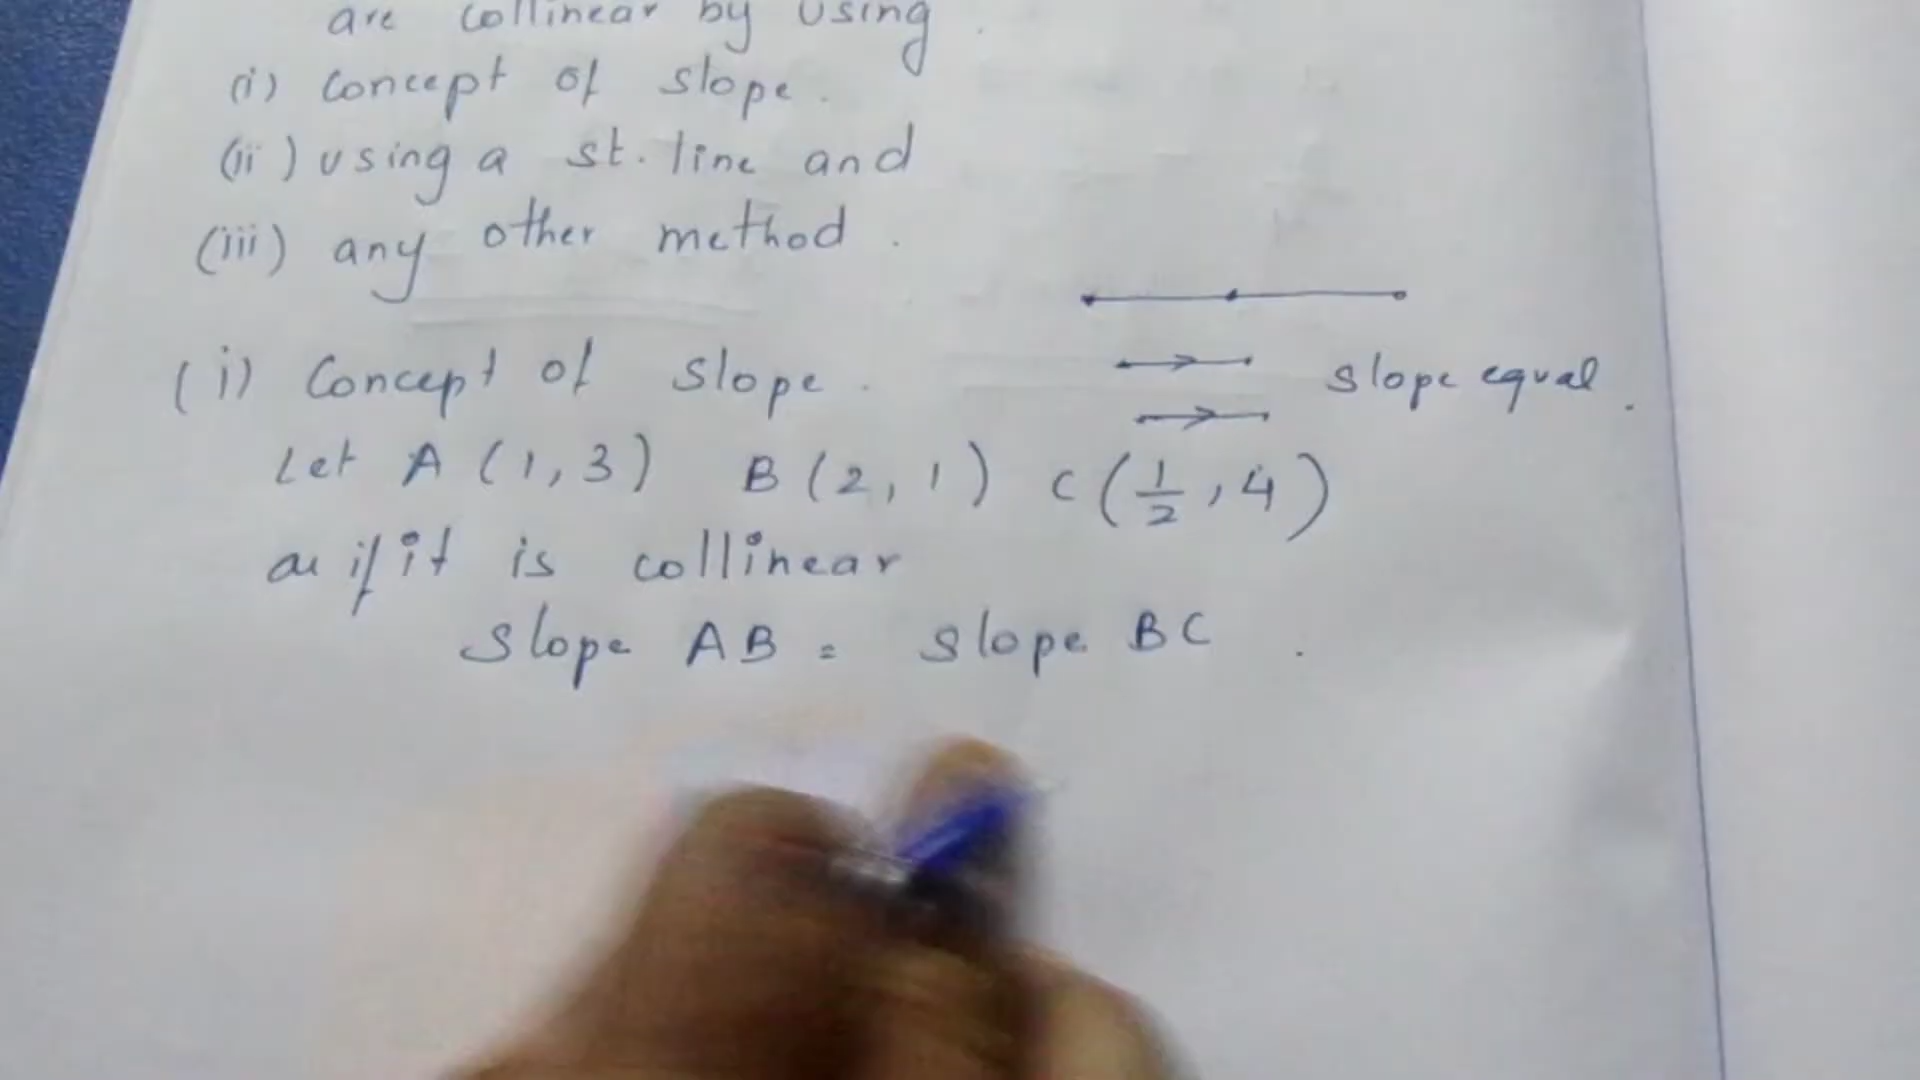 are collinear by using
(i) concept of slope.
(ii) using a st. line and
(iii) any other method.
(i) Concept of slope.
slope equal.
Let A (1, 3) B (2, 1) C (1/2, 4)
if it is collinear
slope AB = slope BC.